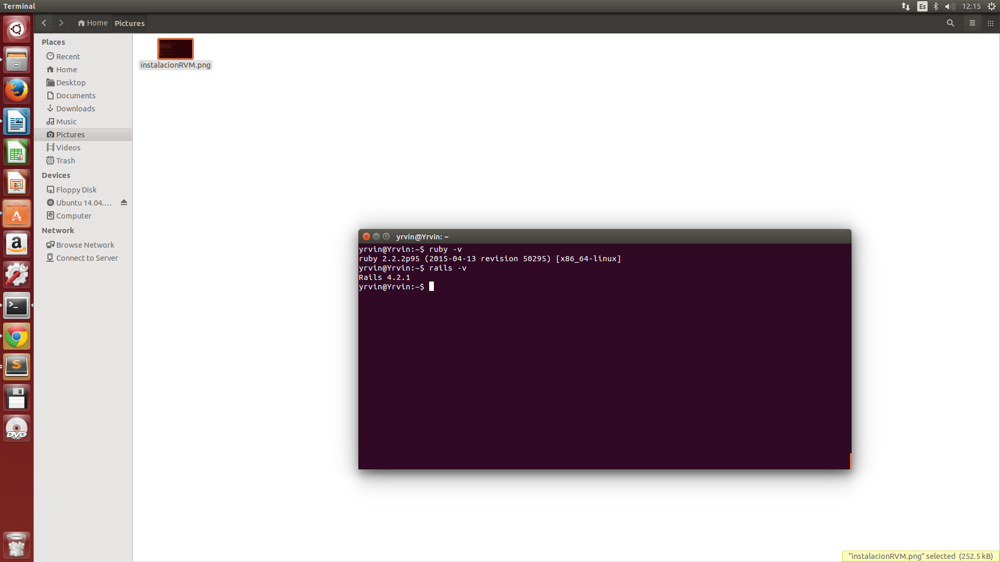 Terminal
Es
12:15
Home
Pictures
Places
Recent
Home
Desktop
Documents
Downloads
Music
Pictures
Videos
Trash
Devices
Floppy Disk
Ubuntu 14.04....
Computer
Network
Browse Network
Connect to Server
instalacionRVM.png
A
a
>_
S
DVD
yrvin@Yrvin: ~
yrvin@Yrvin:~$ ruby -v
ruby 2.2.2p95 (2015-04-13 revision 50295) [x86_64-linux]
yrvin@Yrvin:~$ rails -v
Rails 4.2.1
yrvin@Yrvin:~$
“instalacionRVM.png” selected (252.5 kB)